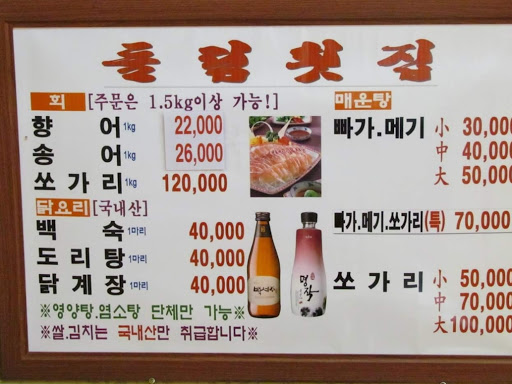 횟집
회 [주문은 1.5kg이상 가능!]
향어 1kg 22,000
송어 1kg 26,000
쏘가리 1kg 120,000
닭요리 [국내산]
백숙 1마리 40,000
도리탕 1마리 40,000
닭계장 1마리 40,000
※영양탕.염소탕 단체만 가능※
※쌀.김치는 국내산만 취급합니다※
명작
매운탕
빠가.메기 小 30,000
中 40,000
大 50,000
빠가.메기.쏘가리(특) 70,000
쏘가리 小 50,000
中 70,000
大 100,000